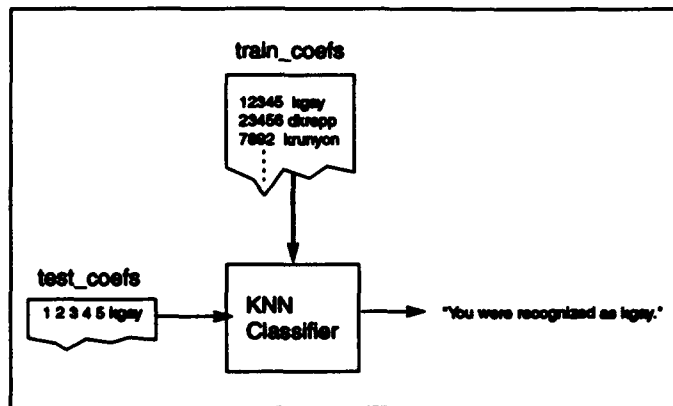 train_coefs
12345 kgay
23456 dkrepp
7892 krunyon
test_coefs
1 2 3 4 5 kgay
KNN
Classifier
"You were recognized as kgay."